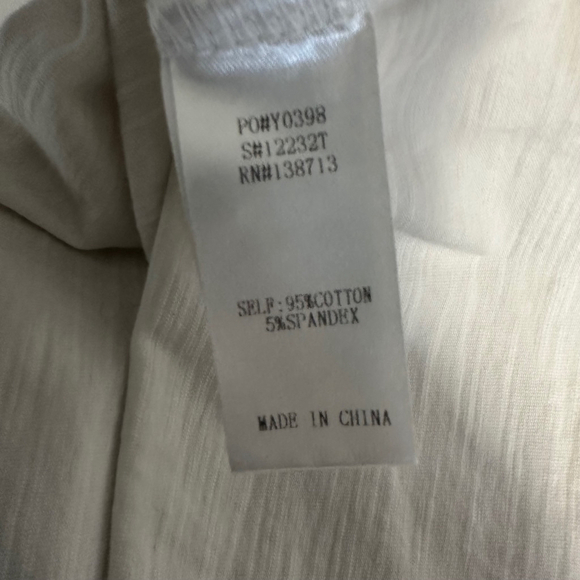 PO#Y0398
S#12232T
RN#138713
SELF:95%COTTON
5%SPANDEX
MADE IN CHINA